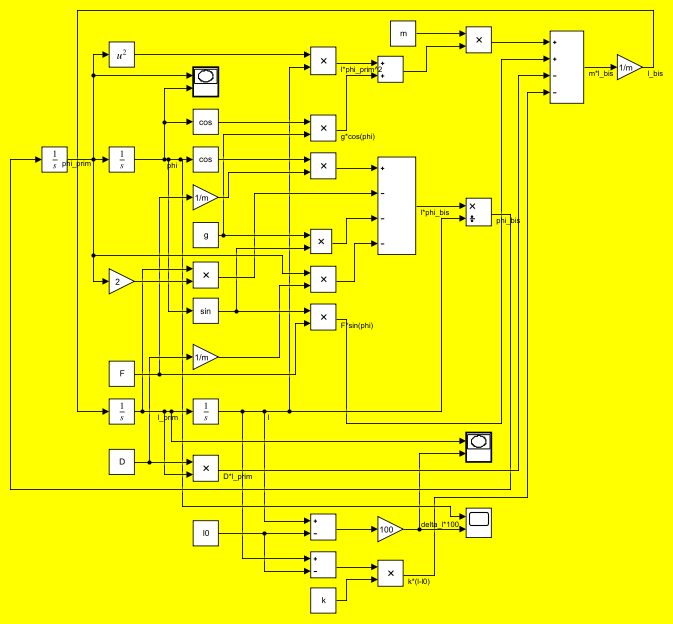 m
u²
×
×
+
+
+
+
−
−
m*l_bis
1/m
l_bis
l*phi_prim^2
cos
×
g*cos(phi)
1
s
phi_prim
1
s
phi
cos
×
+
−
−
−
l*phi_bis
×
÷
phi_bis
1/m
g
×
2
×
×
sin
×
F*sin(phi)
1/m
F
1
s
l_prim
1
s
l
D
×
D*l_prim
l0
+
−
100
delta_l*100
+
−
×
k*(l-l0)
k